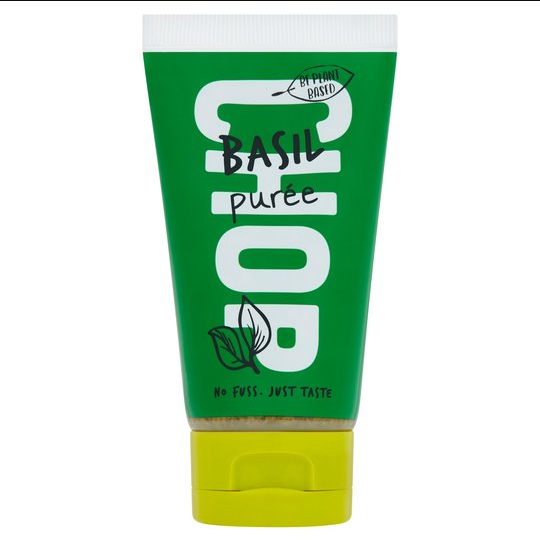 BE PLANT
BASED
CHOP
BASIL
purée
NO FUSS. JUST TASTE